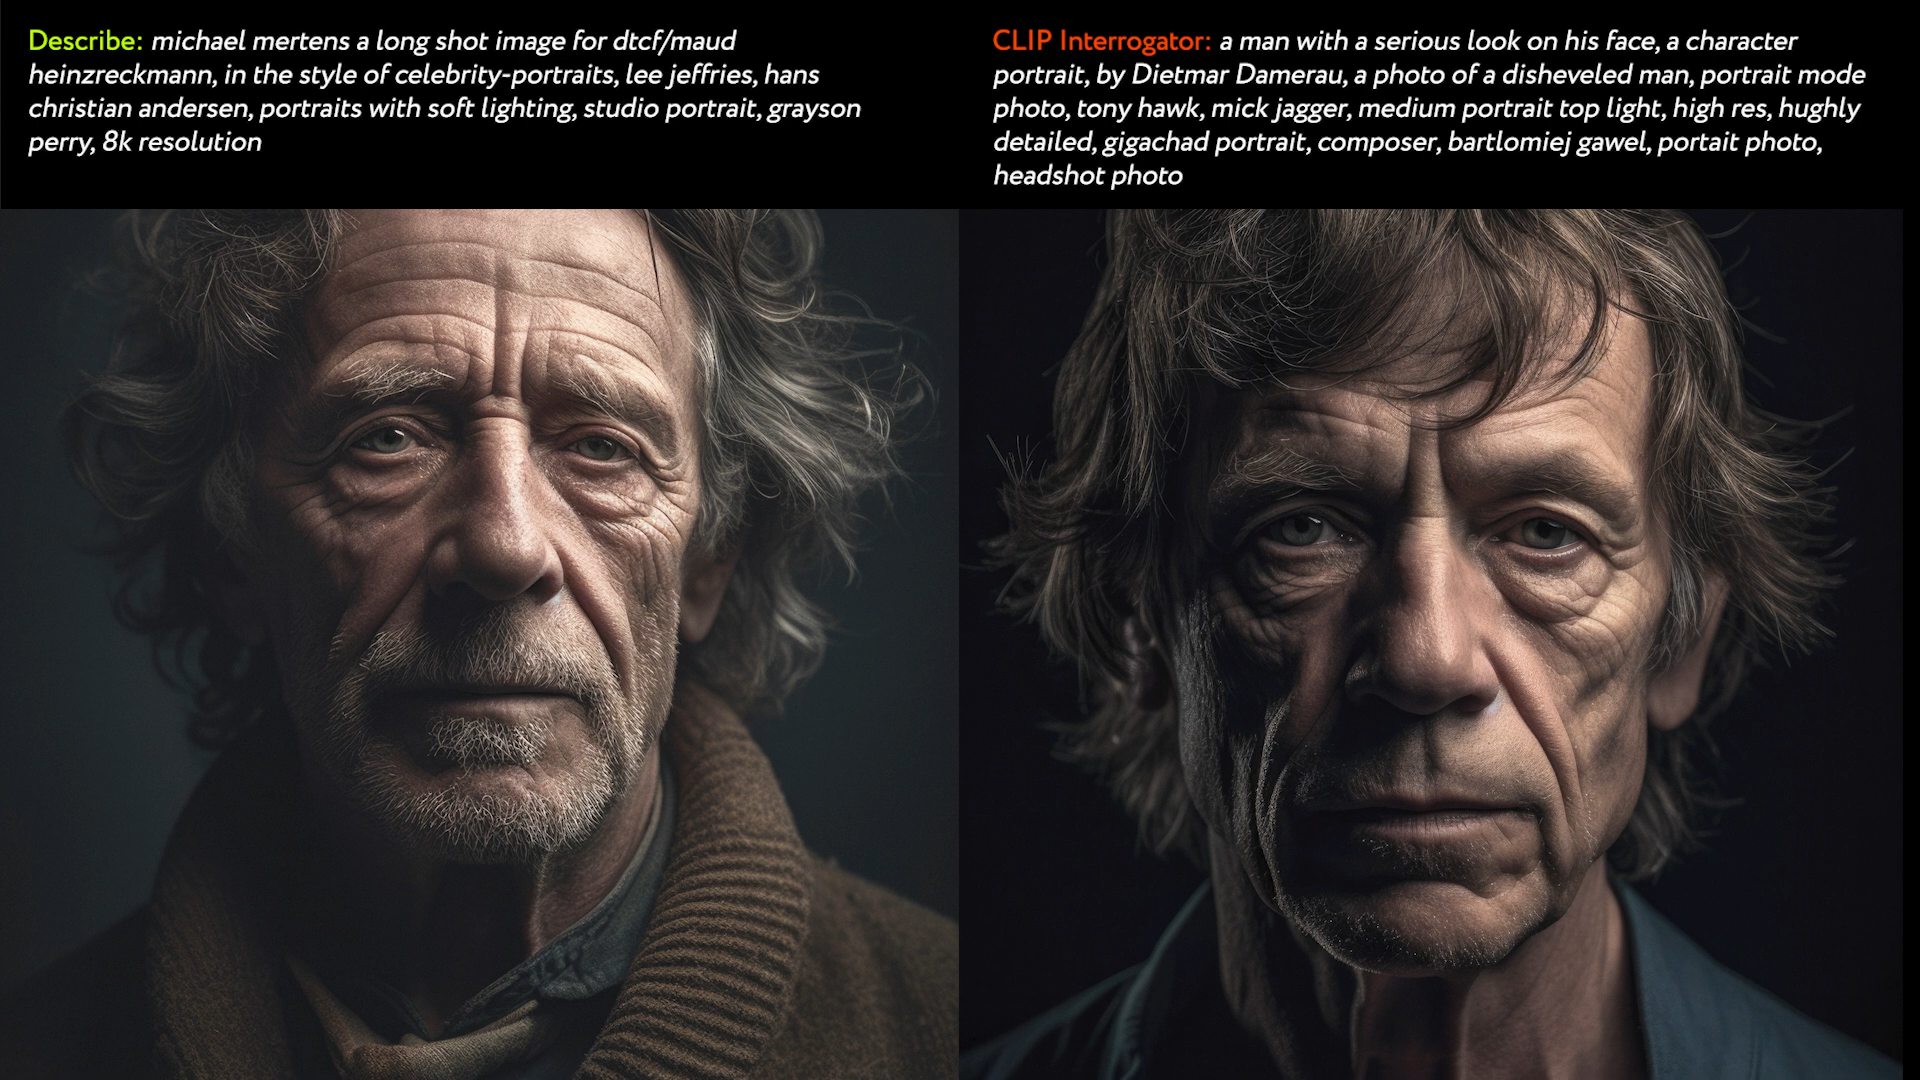 Describe: michael mertens a long shot image for dtcf/maud
heinzreckmann, in the style of celebrity-portraits, lee jeffries, hans
christian andersen, portraits with soft lighting, studio portrait, grayson
perry, 8k resolution
CLIP Interrogator: a man with a serious look on his face, a character
portrait, by Dietmar Damerau, a photo of a disheveled man, portrait mode
photo, tony hawk, mick jagger, medium portrait top light, high res, hughly
detailed, gigachad portrait, composer, bartlomiej gawel, portait photo,
headshot photo